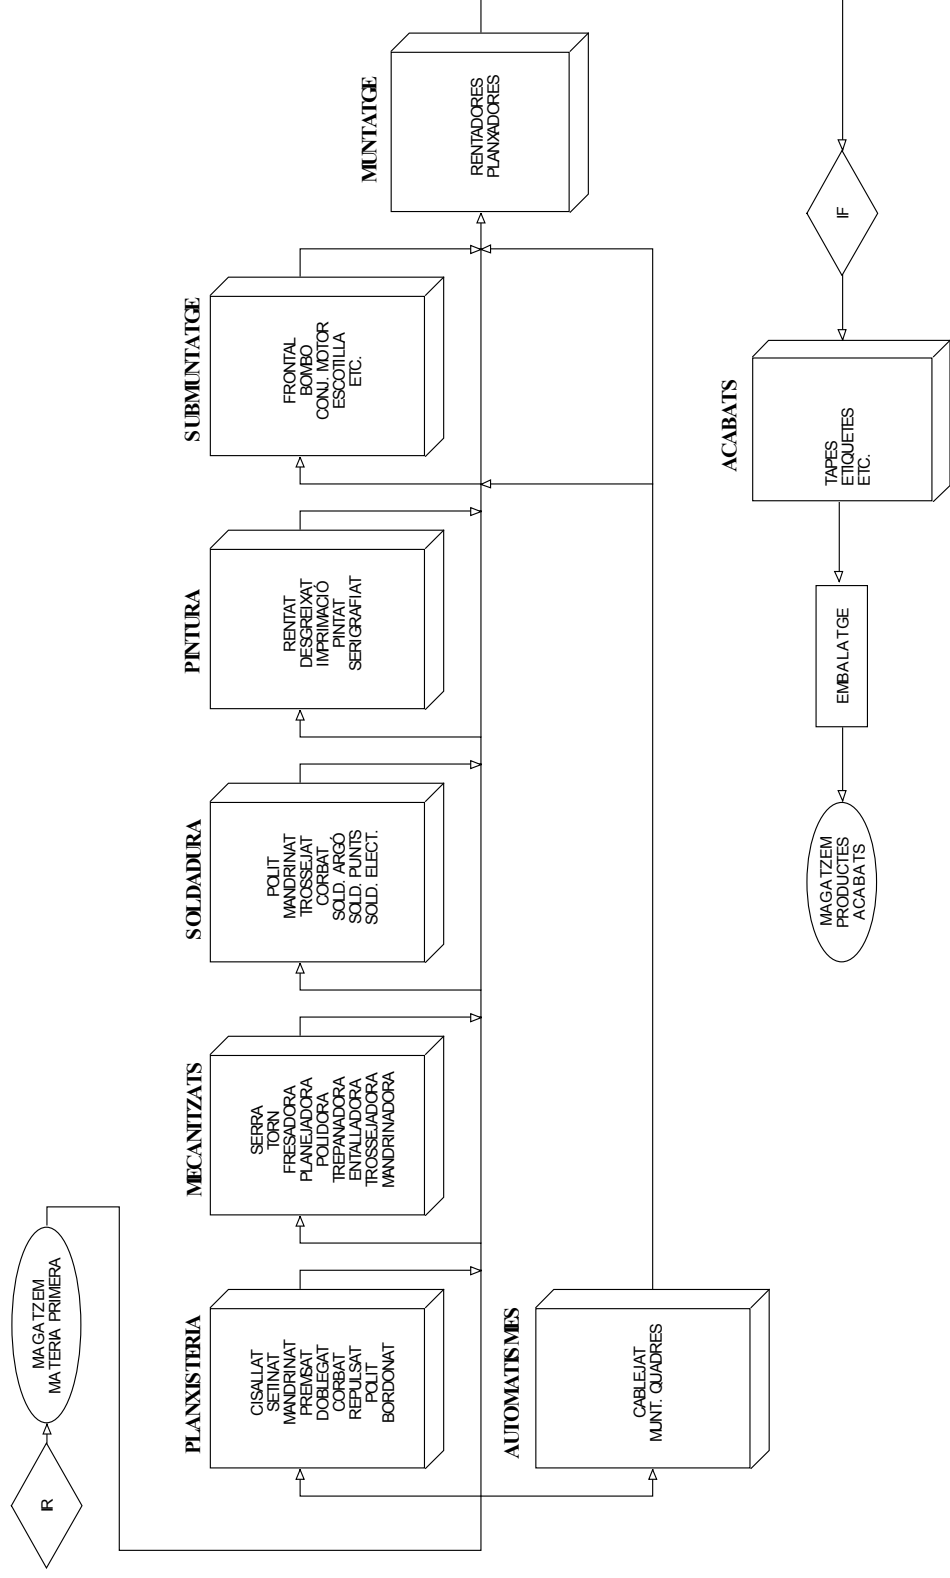 IR
MAGATZEM
MATERIA PRIMERA
PLANXISTERIA
CISALLAT
SETINAT
MANDRINAT
PREMSAT
DOBLEGAT
CORBAT
REPULSAT
POLIT
BORDONAT
MECANITZATS
SERRA
TORN
FRESADORA
PLANEJADORA
POLIDORA
TREPANADORA
ENTALLADORA
TROSSEJADORA
MANDRINADORA
SOLDADURA
POLIT
MANDRINAT
TROSSEJAT
CORBAT
SOLD. ARGÓ
SOLD. PUNTS
SOLD. ELECT.
PINTURA
RENTAT
DESGREIXAT
IMPRIMACIÓ
PINTAT
SERIGRAFIAT
SUBMUNTATGE
FRONTAL
BOMBO
CONJ. MOTOR
ESCOTILLA
ETC.
MUNTATGE
RENTADORES
PLANXADORES
AUTOMATISMES
CABLEJAT
MUNT. QUADRES
MAGATZEM
PRODUCTES
ACABATS
EMBALATGE
ACABATS
TAPES
ETIQUETES
ETC.
IF